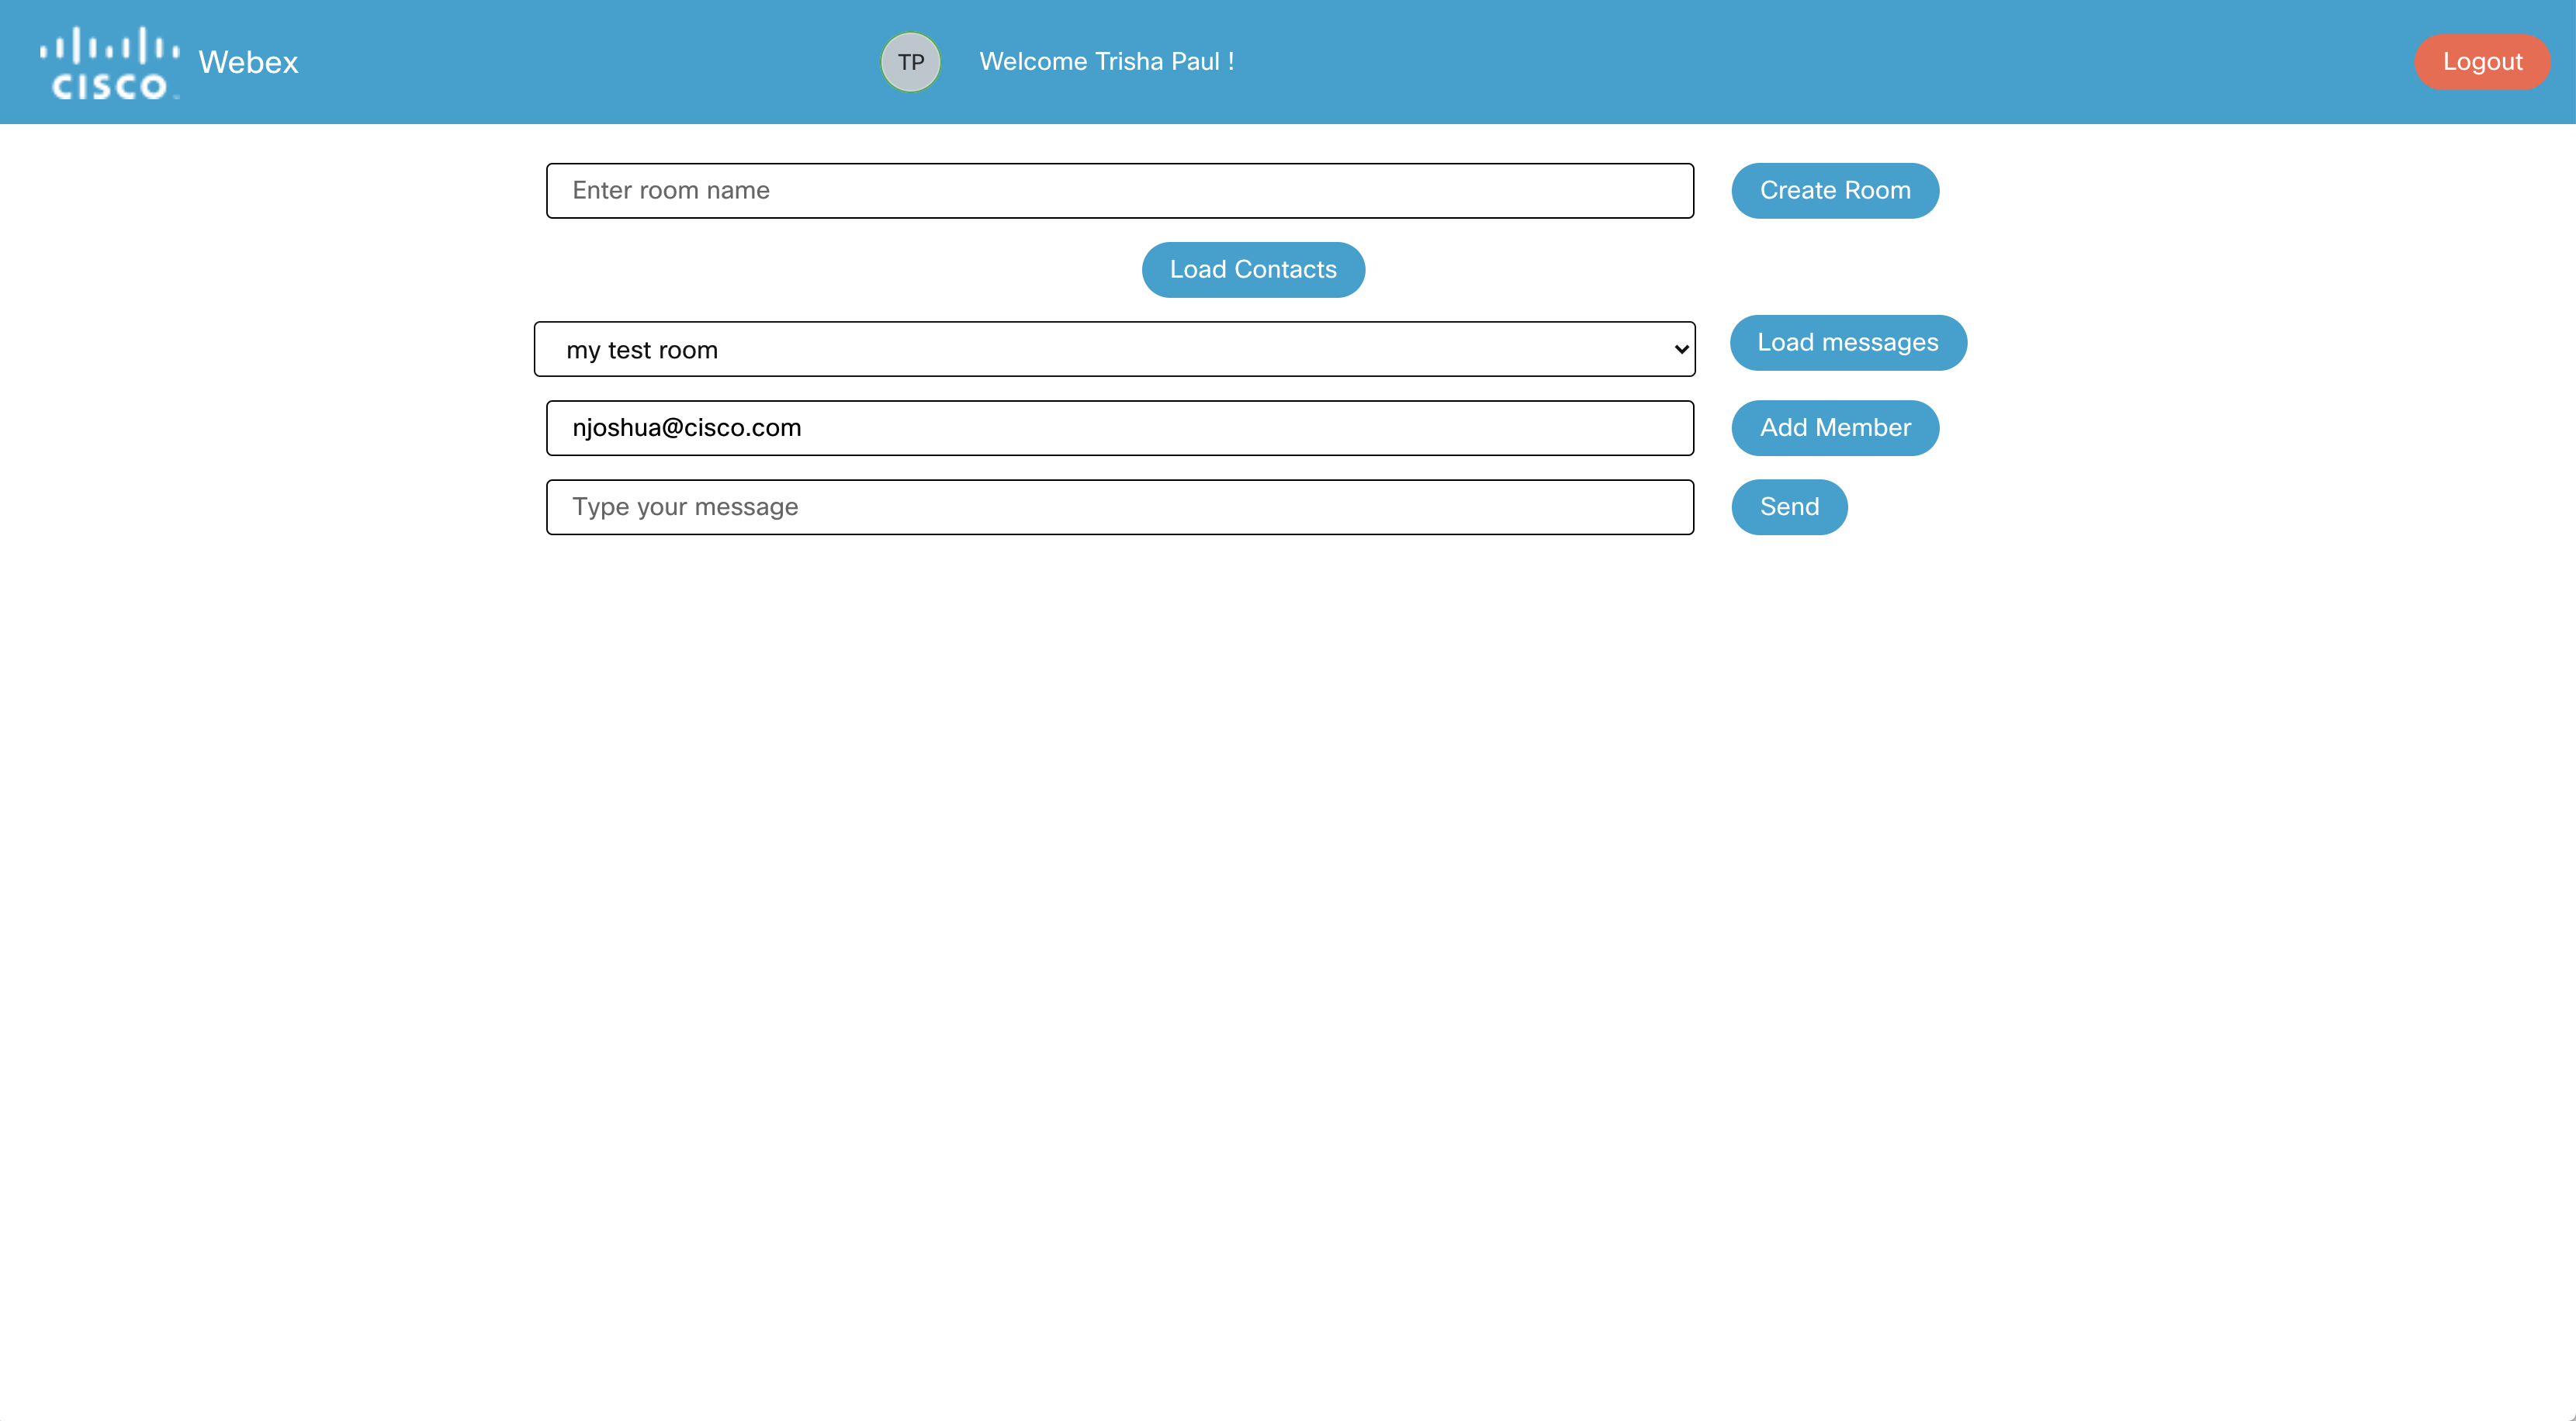 CISCO Webex
TP Welcome Trisha Paul !
Logout
Enter room name
Create Room
Load Contacts
my test room
Load messages
njoshua@cisco.com
Add Member
Type your message
Send